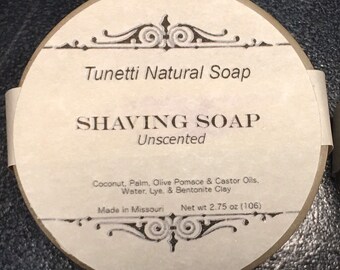 Tunetti Natural Soap
SHAVING SOAP
Unscented
Coconut, Palm, Olive Pomace & Castor Oils,
Water, Lye, & Bentonite Clay
Made in Missouri Net wt 2.75 oz (106)